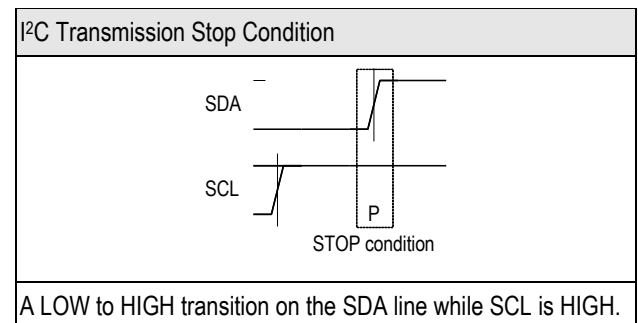 I²C Transmission Stop Condition
SDA
SCL
P
STOP condition
A LOW to HIGH transition on the SDA line while SCL is HIGH.